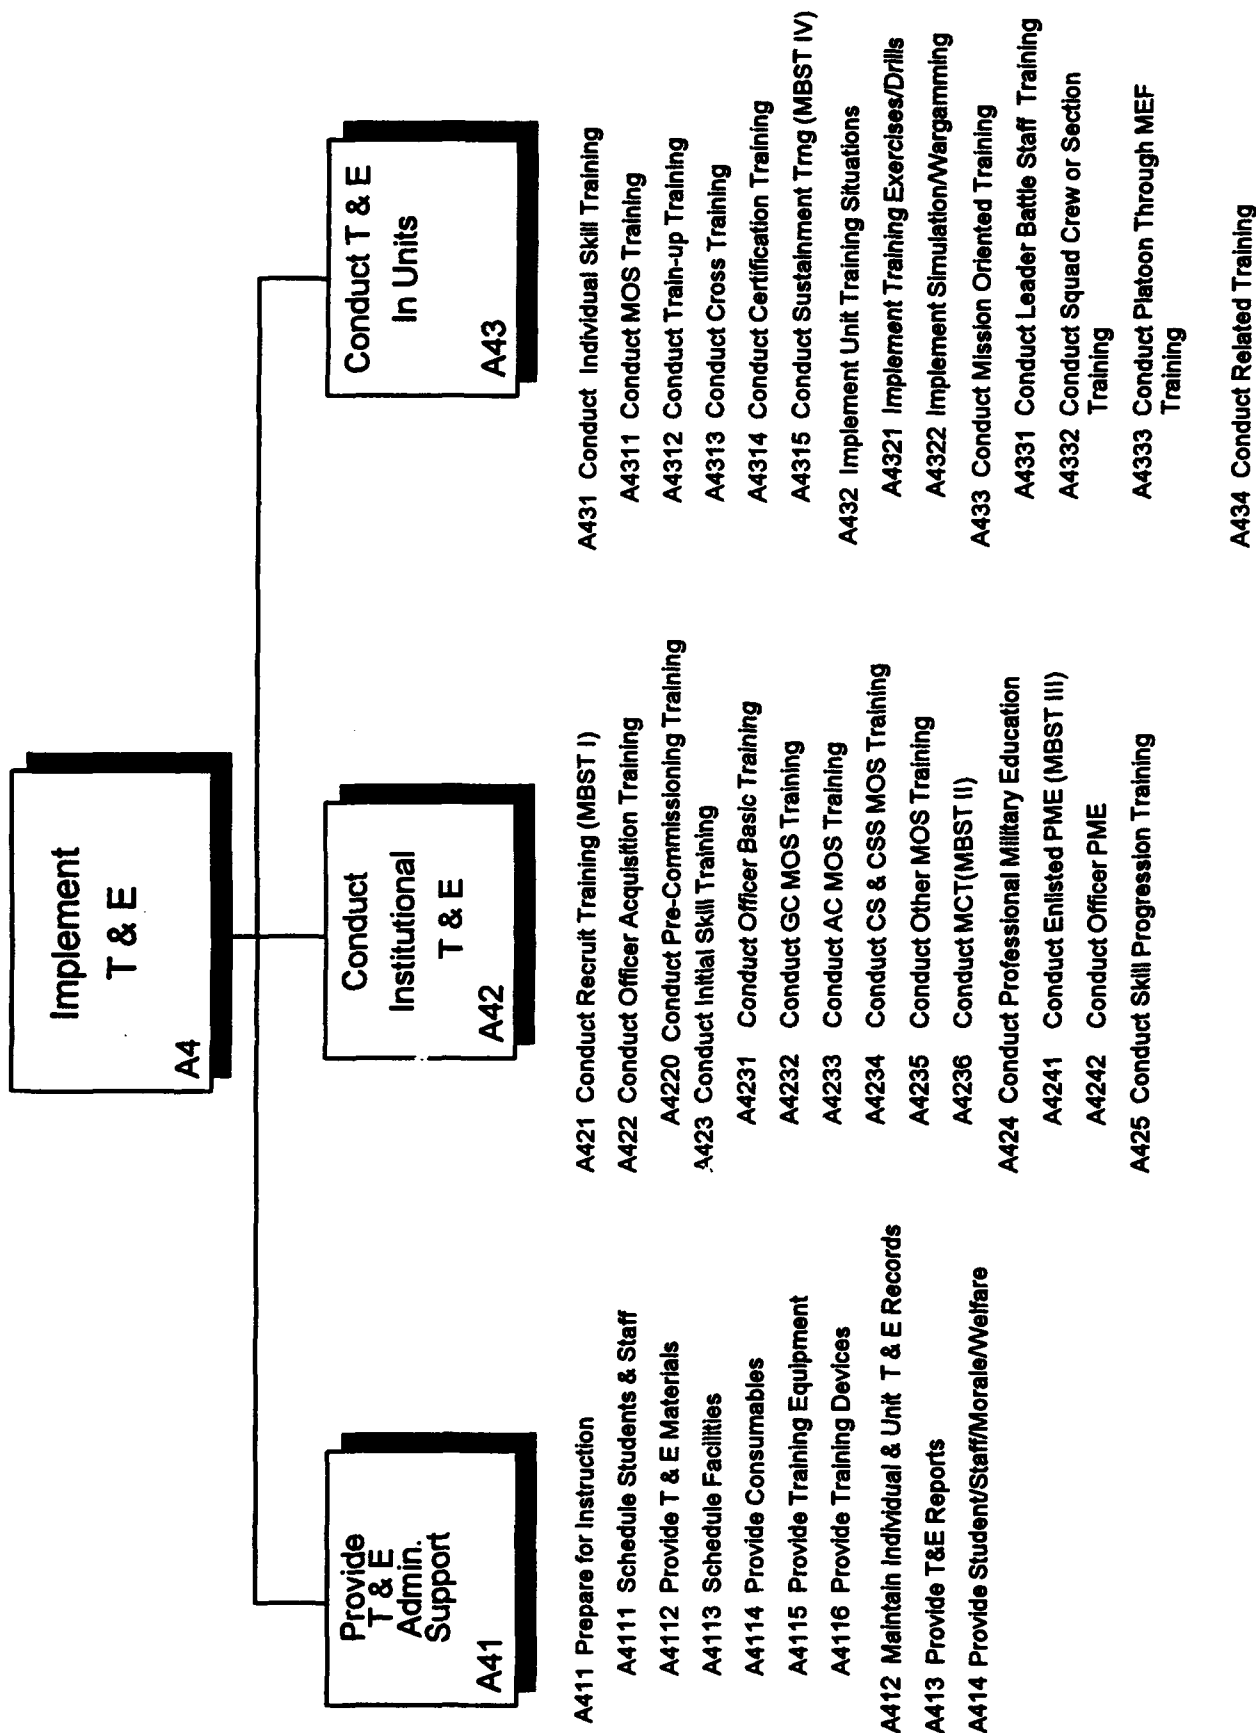 Implement
T & E
A4
Provide
T & E
Admin.
Support
A41
Conduct
Institutional
T & E
A42
Conduct T & E
In Units
A43
A411 Prepare for Instruction
A4111 Schedule Students & Staff
A4112 Provide T & E Materials
A4113 Schedule Facilities
A4114 Provide Consumables
A4115 Provide Training Equipment
A4116 Provide Training Devices
A412 Maintain Individual & Unit T & E Records
A413 Provide T&E Reports
A414 Provide Student/Staff/Morale/Welfare
A421 Conduct Recruit Training (MBST I)
A422 Conduct Officer Acquisition Training
A4220 Conduct Pre-Commissioning Training
A423 Conduct Initial Skill Training
A4231 Conduct Officer Basic Training
A4232 Conduct GC MOS Training
A4233 Conduct AC MOS Training
A4234 Conduct CS & CSS MOS Training
A4235 Conduct Other MOS Training
A4236 Conduct MCT(MBST II)
A424 Conduct Professional Military Education
A4241 Conduct Enlisted PME (MBST III)
A4242 Conduct Officer PME
A425 Conduct Skill Progression Training
A431 Conduct Individual Skill Training
A4311 Conduct MOS Training
A4312 Conduct Train-up Training
A4313 Conduct Cross Training
A4314 Conduct Certification Training
A4315 Conduct Sustainment Trng (MBST IV)
A432 Implement Unit Training Situations
A4321 Implement Training Exercises/Drills
A4322 Implement Simulation/Wargamming
A433 Conduct Mission Oriented Training
A4331 Conduct Leader Battle Staff Training
A4332 Conduct Squad Crew or Section
Training
A4333 Conduct Platoon Through MEF
Training
A434 Conduct Related Training